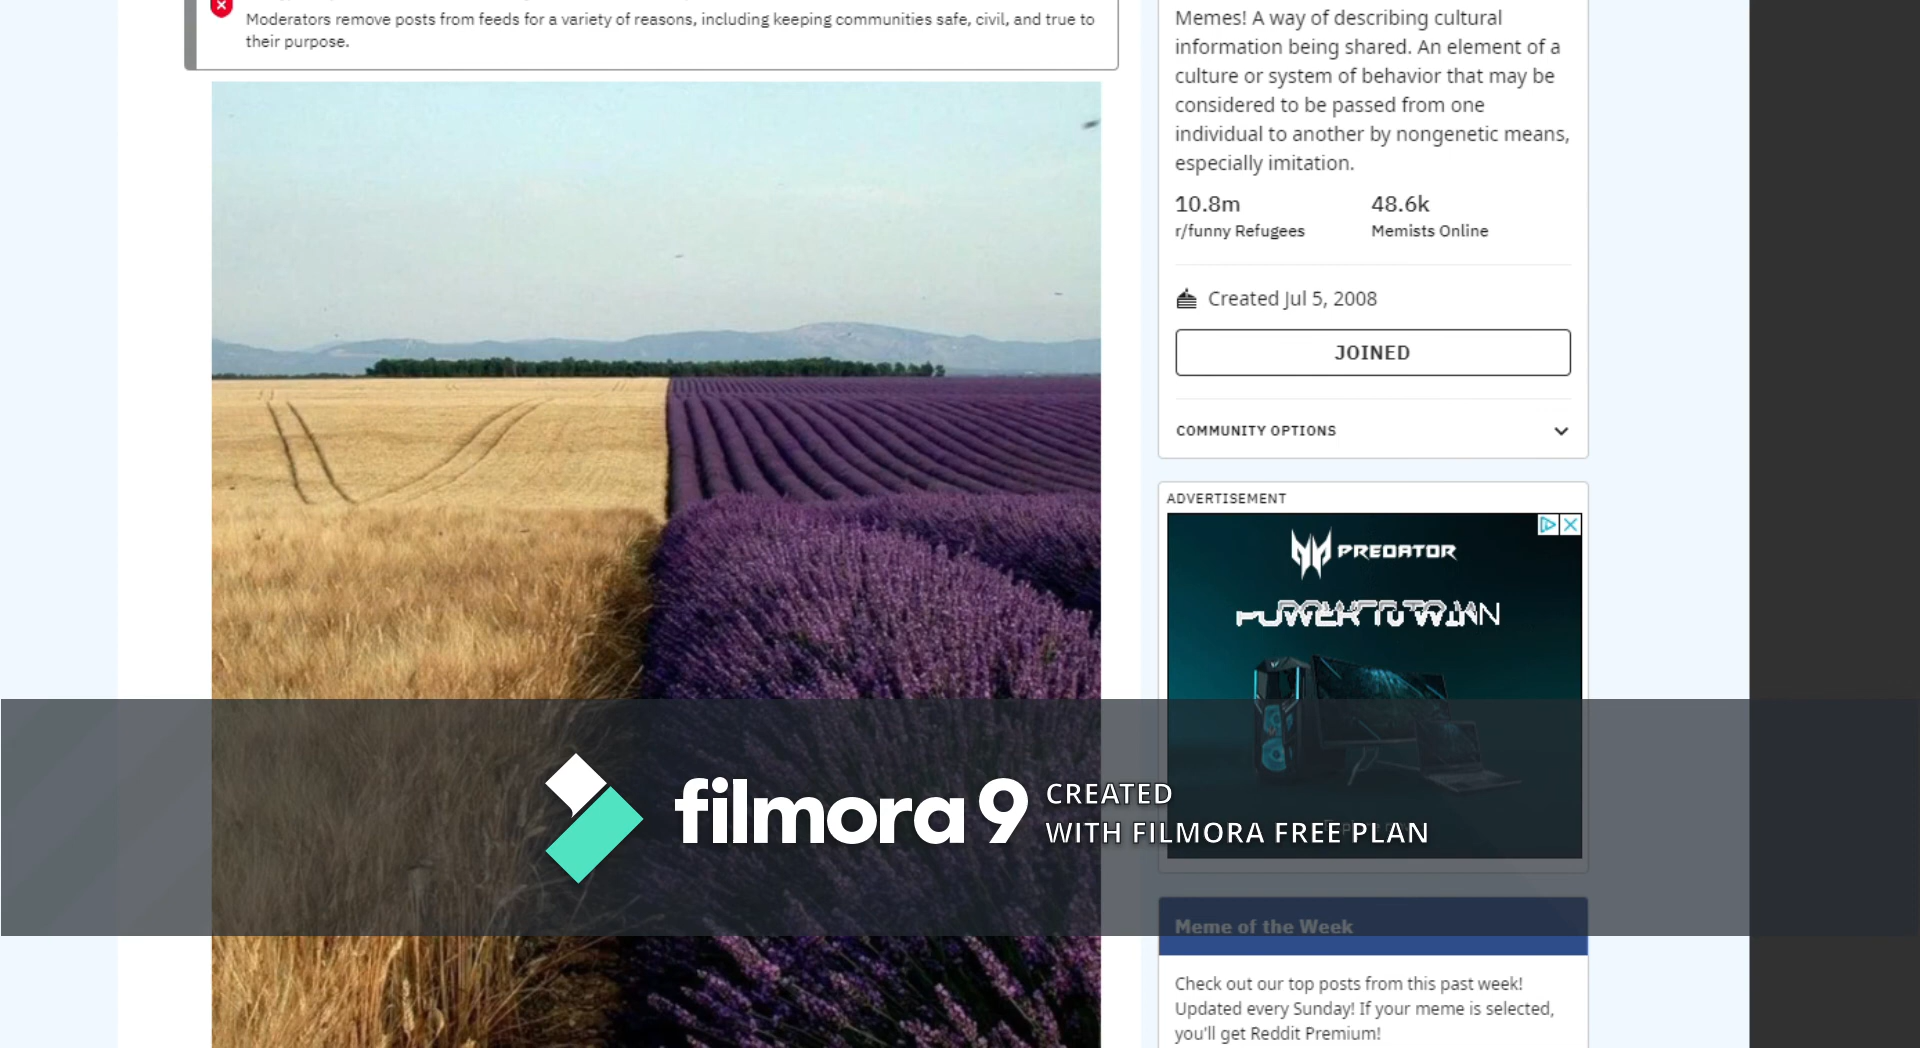 Moderators remove posts from feeds for a variety of reasons, including keeping communities safe, civil, and true to
their purpose.
Memes! A way of describing cultural
information being shared. An element of a
culture or system of behavior that may be
considered to be passed from one
individual to another by nongenetic means,
especially imitation.
10.8m 48.6k
r/funny Refugees Memists Online
Created Jul 5, 2008
JOINED
COMMUNITY OPTIONS
ADVERTISEMENT
PREDATOR
filmora 9 CREATED
WITH FILMORA FREE PLAN
Meme of the Week
Check out our top posts from this past week!
Updated every Sunday! If your meme is selected,
you'll get Reddit Premium!